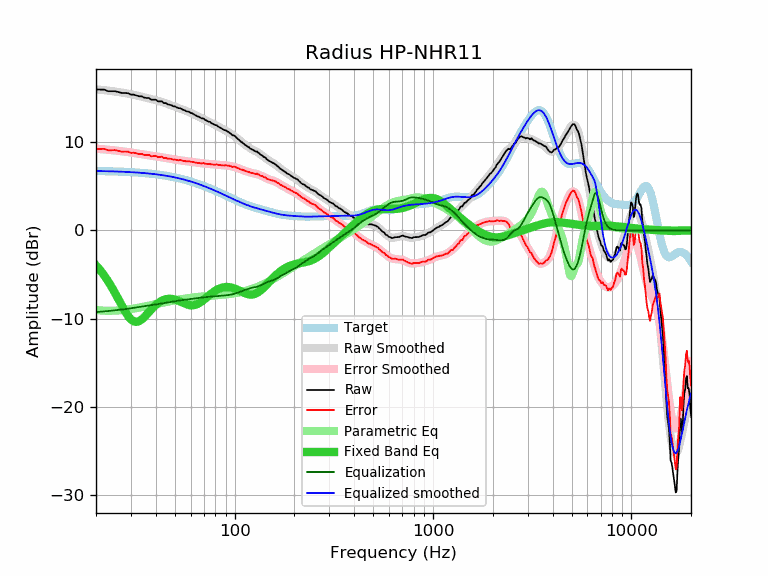 Radius HP-NHR11
Amplitude (dBr)
10
0
−10
−20
−30
Target
Raw Smoothed
Error Smoothed
Raw
Error
Parametric Eq
Fixed Band Eq
Equalization
Equalized smoothed
100
1000
10000
Frequency (Hz)